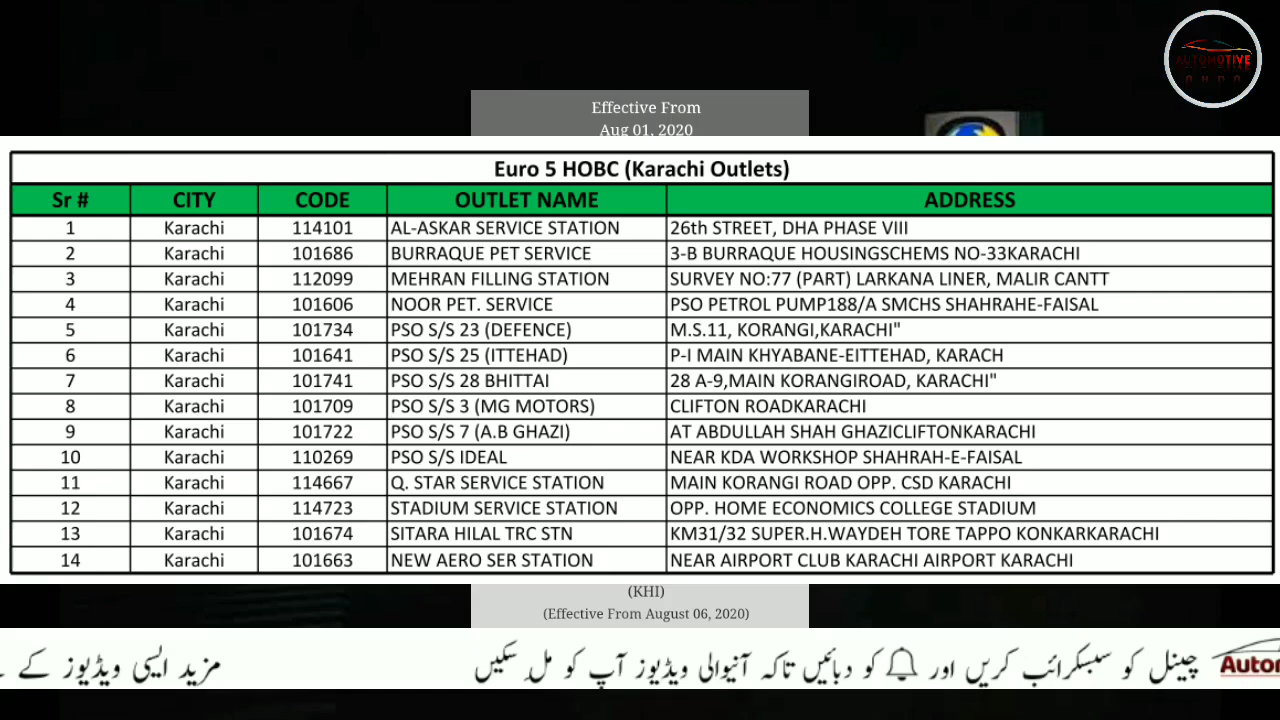 AUTOMOTIVE
Effective From
Aug 01, 2020
Euro 5 HOBC (Karachi Outlets)
Sr # CITY CODE OUTLET NAME ADDRESS
1 Karachi 114101 AL-ASKAR SERVICE STATION 26th STREET, DHA PHASE VIII
2 Karachi 101686 BURRAQUE PET SERVICE 3-B BURRAQUE HOUSINGSCHEMS NO-33KARACHI
3 Karachi 112099 MEHRAN FILLING STATION SURVEY NO:77 (PART) LARKANA LINER, MALIR CANTT
4 Karachi 101606 NOOR PET. SERVICE PSO PETROL PUMP188/A SMCHS SHAHRAHE-FAISAL
5 Karachi 101734 PSO S/S 23 (DEFENCE) M.S.11, KORANGI,KARACHI"
6 Karachi 101641 PSO S/S 25 (ITTEHAD) P-I MAIN KHYABANE-EITTEHAD, KARACH
7 Karachi 101741 PSO S/S 28 BHITTAI 28 A-9,MAIN KORANGIROAD, KARACHI"
8 Karachi 101709 PSO S/S 3 (MG MOTORS) CLIFTON ROADKARACHI
9 Karachi 101722 PSO S/S 7 (A.B GHAZI) AT ABDULLAH SHAH GHAZICLIFTONKARACHI
10 Karachi 110269 PSO S/S IDEAL NEAR KDA WORKSHOP SHAHRAH-E-FAISAL
11 Karachi 114667 Q. STAR SERVICE STATION MAIN KORANGI ROAD OPP. CSD KARACHI
12 Karachi 114723 STADIUM SERVICE STATION OPP. HOME ECONOMICS COLLEGE STADIUM
13 Karachi 101674 SITARA HILAL TRC STN KM31/32 SUPER.H.WAYDEH TORE TAPPO KONKARKARACHI
14 Karachi 101663 NEW AERO SER STATION NEAR AIRPORT CLUB KARACHI AIRPORT KARACHI
(KHI)
(Effective From August 06, 2020)
Autom چینل کو سبسکرائب کریں اور کو دبائیں تاکہ آنیوالی ویڈیوز آپ کو مل سکیں مزید ایسی ویڈیوز کے